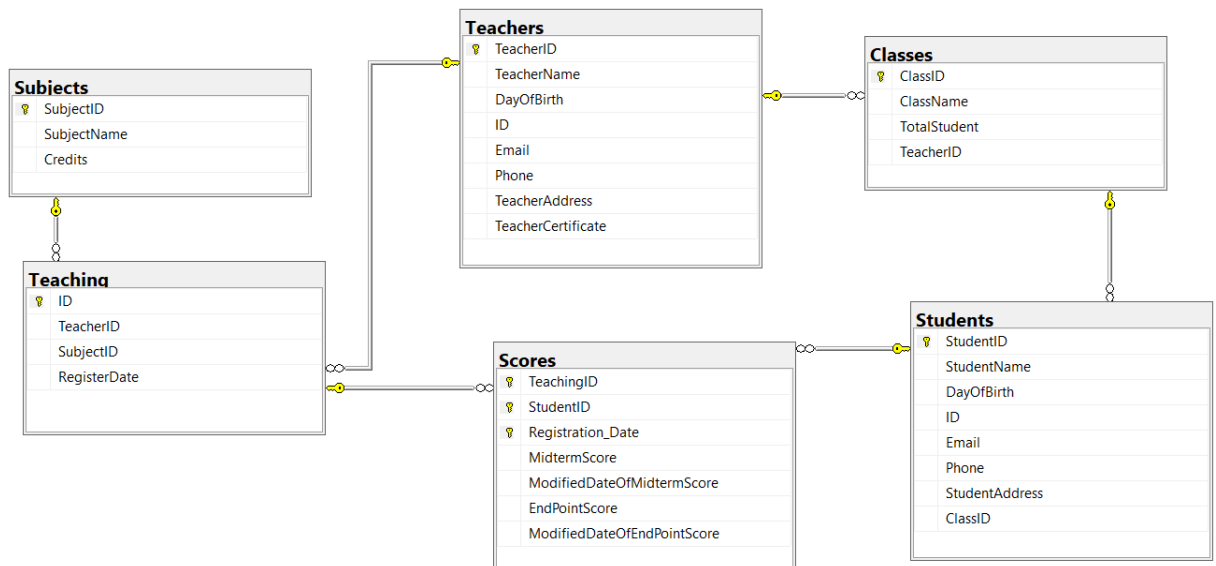 Subjects
SubjectID
SubjectName
Credits
Teachers
TeacherID
TeacherName
DayOfBirth
ID
Email
Phone
TeacherAddress
TeacherCertificate
Classes
ClassID
ClassName
TotalStudent
TeacherID
Teaching
ID
TeacherID
SubjectID
RegisterDate
Scores
TeachingID
StudentID
Registration_Date
MidtermScore
ModifiedDateOfMidtermScore
EndPointScore
ModifiedDateOfEndPointScore
Students
StudentID
StudentName
DayOfBirth
ID
Email
Phone
StudentAddress
ClassID